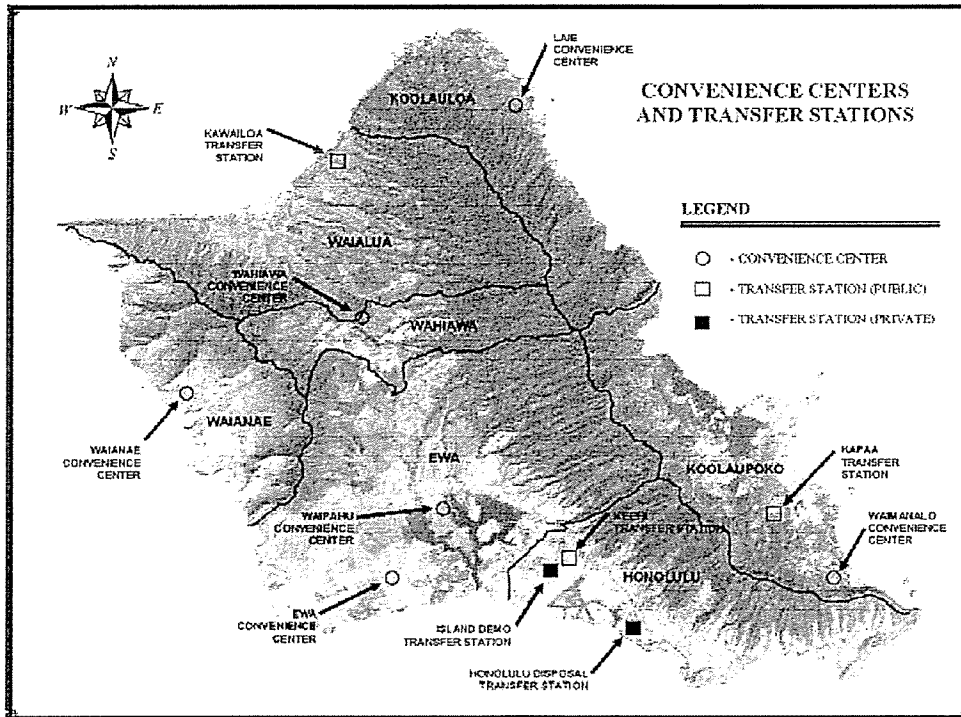 LAIE
CONVENIENCE
CENTER
CONVENIENCE CENTERS
AND TRANSFER STATIONS
N
W
E
S
KOOLAULOA
KAWAILOA
TRANSFER
STATION
LEGEND
- CONVENIENCE CENTER
- TRANSFER STATION (PUBLIC)
- TRANSFER STATION (PRIVATE)
WAIALUA
WAHIAWA
CONVENIENCE
CENTER
WAHIAWA
WAIANAE
WAIANAE
CONVENIENCE
CENTER
EWA
KOOLAUPOKO
KAPAA
TRANSFER
STATION
WAIPAHU
CONVENIENCE
CENTER
KEEHI
TRANSFER STATION
WAIMANALO
CONVENIENCE
CENTER
HONOLULU
EWA
CONVENIENCE
CENTER
ISLAND DEMO
TRANSFER STATION
HONOLULU DISPOSAL
TRANSFER STATION